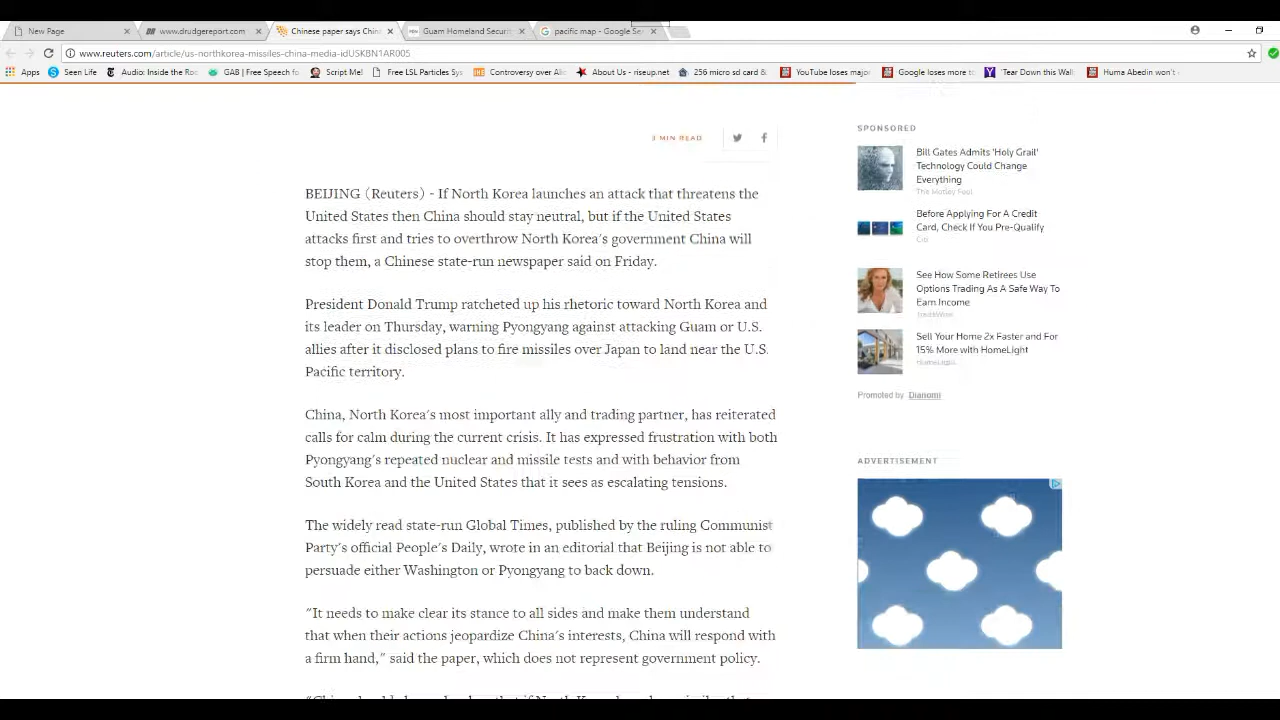 New Page
www.drudgereport.com
Chinese paper says Chin
Guam Homeland Securit
pacific map - Google Se
www.reuters.com/article/us-northkorea-missiles-china-media-idUSKBN1AR005
Apps
Seen Life
Audio: Inside the Roc
GAB | Free Speech fo
Script Me!
Free LSL Particles Sys
Controversy over Alic
About Us - riseup.net
256 micro sd card &
YouTube loses major
Google loses more to
Tear Down this Wall
Huma Abedin won't
3 MIN READ
BEIJING (Reuters) - If North Korea launches an attack that threatens the
United States then China should stay neutral, but if the United States
attacks first and tries to overthrow North Korea's government China will
stop them, a Chinese state-run newspaper said on Friday.
President Donald Trump ratcheted up his rhetoric toward North Korea and
its leader on Thursday, warning Pyongyang against attacking Guam or U.S.
allies after it disclosed plans to fire missiles over Japan to land near the U.S.
Pacific territory.
China, North Korea's most important ally and trading partner, has reiterated
calls for calm during the current crisis. It has expressed frustration with both
Pyongyang's repeated nuclear and missile tests and with behavior from
South Korea and the United States that it sees as escalating tensions.
The widely read state-run Global Times, published by the ruling Communist
Party's official People's Daily, wrote in an editorial that Beijing is not able to
persuade either Washington or Pyongyang to back down.
"It needs to make clear its stance to all sides and make them understand
that when their actions jeopardize China's interests, China will respond with
a firm hand," said the paper, which does not represent government policy.
SPONSORED
Bill Gates Admits 'Holy Grail'
Technology Could Change
Everything
The Motley Fool
Before Applying For A Credit
Card, Check If You Pre-Qualify
See How Some Retirees Use
Options Trading As A Safe Way To
Earn Income
Sell Your Home 2x Faster and For
15% More with HomeLight
HomeLight
Promoted by Dianomi
ADVERTISEMENT